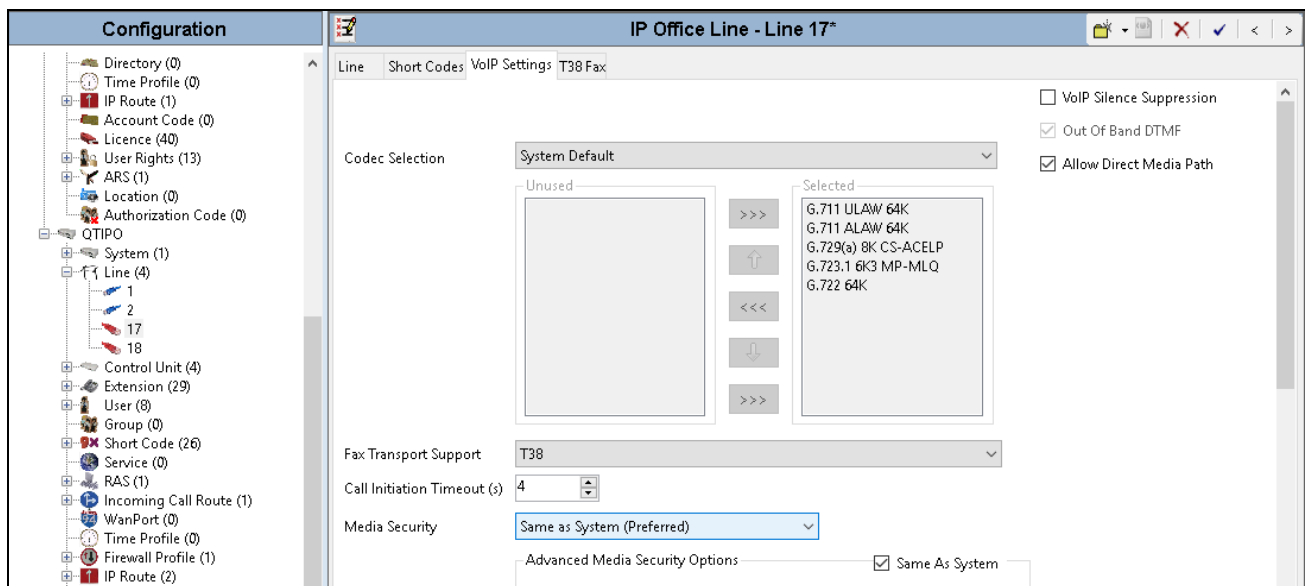 Configuration
Directory (0)
Time Profile (0)
IP Route (1)
Account Code (0)
Licence (40)
User Rights (13)
ARS (1)
Location (0)
Authorization Code (0)
QTIPO
System (1)
Line (4)
1
2
17
18
Control Unit (4)
Extension (29)
User (8)
Group (0)
Short Code (26)
Service (0)
RAS (1)
Incoming Call Route (1)
WanPort (0)
Time Profile (0)
Firewall Profile (1)
IP Route (2)
IP Office Line - Line 17*
Line Short Codes VoIP Settings T38 Fax
VoIP Silence Suppression
Out Of Band DTMF
Allow Direct Media Path
Codec Selection System Default
Unused
>>>
<<<
>>>
Selected
G.711 ULAW 64K
G.711 ALAW 64K
G.729(a) 8K CS-ACELP
G.723.1 6K3 MP-MLQ
G.722 64K
Fax Transport Support T38
Call Initiation Timeout (s) 4
Media Security Same as System (Preferred)
Advanced Media Security Options Same As System